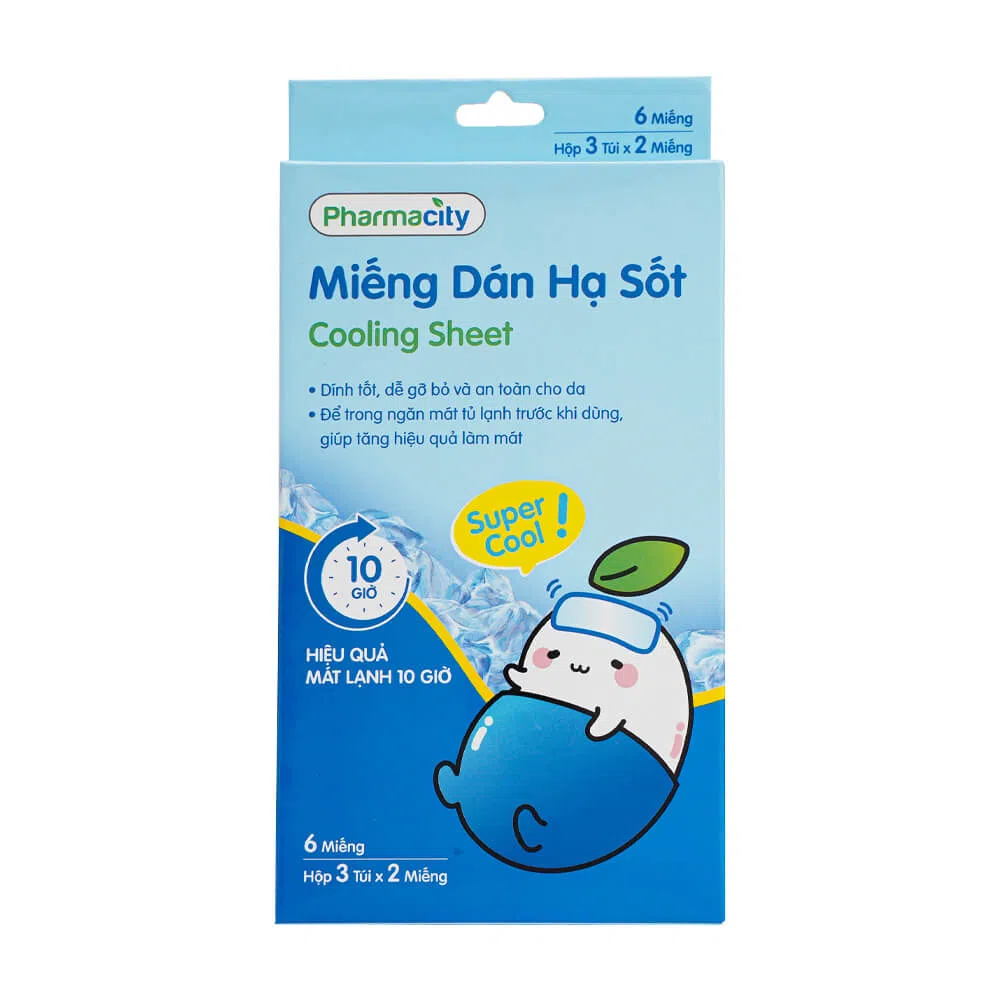 6 Miếng
Hộp 3 Túi x 2 Miếng
Pharmacity
Miếng Dán Hạ Sốt
Cooling Sheet
• Dính tốt, dễ gỡ bỏ và an toàn cho da
• Để trong ngăn mát tủ lạnh trước khi dùng,
giúp tăng hiệu quả làm mát
Super
Cool !
10
GIỜ
HIỆU QUẢ
MÁT LẠNH 10 GIỜ
6 Miếng
Hộp 3 Túi x 2 Miếng